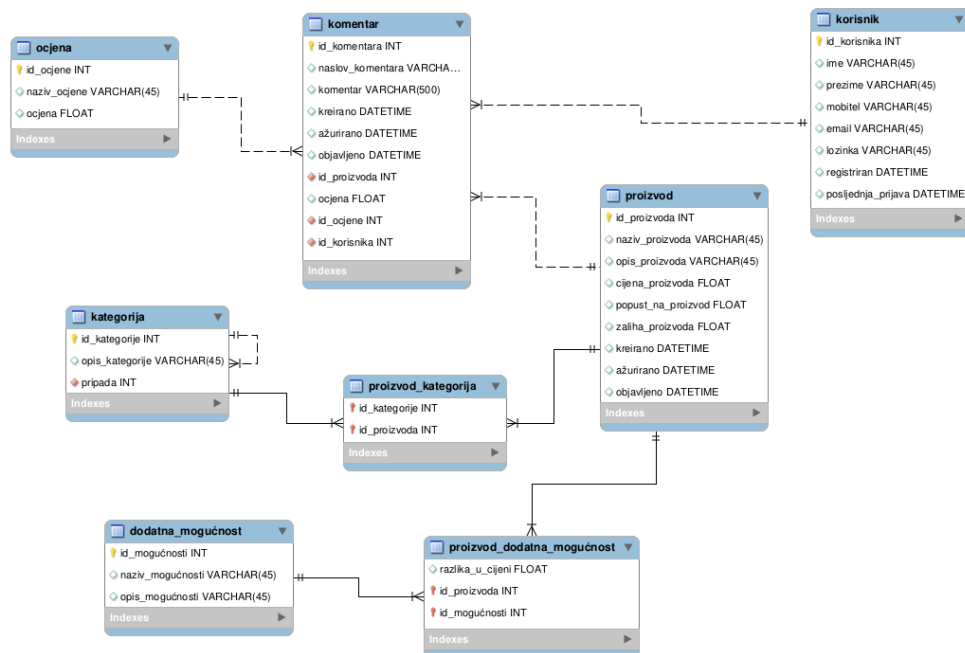 ocjena
id_ocjene INT
naziv_ocjene VARCHAR(45)
ocjena FLOAT
Indexes
komentar
id_komentara INT
naslov_komentara VARCHA...
komentar VARCHAR(500)
kreirano DATETIME
ažurirano DATETIME
objavljeno DATETIME
id_proizvoda INT
ocjena FLOAT
id_ocjene INT
id_korisnika INT
Indexes
korisnik
id_korisnika INT
ime VARCHAR(45)
prezime VARCHAR(45)
mobitel VARCHAR(45)
email VARCHAR(45)
lozinka VARCHAR(45)
registriran DATETIME
posljednja_prijava DATETIME
Indexes
proizvod
id_proizvoda INT
naziv_proizvoda VARCHAR(45)
opis_proizvoda VARCHAR(45)
cijena_proizvoda FLOAT
popust_na_proizvod FLOAT
zaliha_proizvoda FLOAT
kreirano DATETIME
ažurirano DATETIME
objavljeno DATETIME
Indexes
kategorija
id_kategorije INT
opis_kategorije VARCHAR(45)
pripada INT
Indexes
proizvod_kategorija
id_kategorije INT
id_proizvoda INT
Indexes
dodatna_mogućnost
id_mogućnosti INT
naziv_mogućnosti VARCHAR(45)
opis_mogućnosti VARCHAR(45)
Indexes
proizvod_dodatna_mogućnost
razlika_u_cijeni FLOAT
id_proizvoda INT
id_mogućnosti INT
Indexes